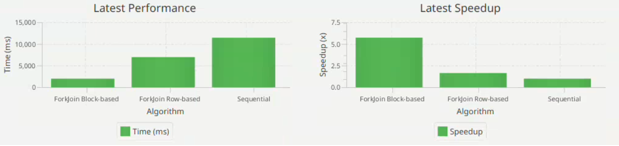 Latest Performance
15,000
10,000
5,000
0
Time (ms)
ForkJoin Block-based
ForkJoin Row-based
Sequential
Algorithm
Time (ms)
Latest Speedup
7.5
5.0
2.5
0.0
Speedup (x)
ForkJoin Block-based
ForkJoin Row-based
Sequential
Algorithm
Speedup